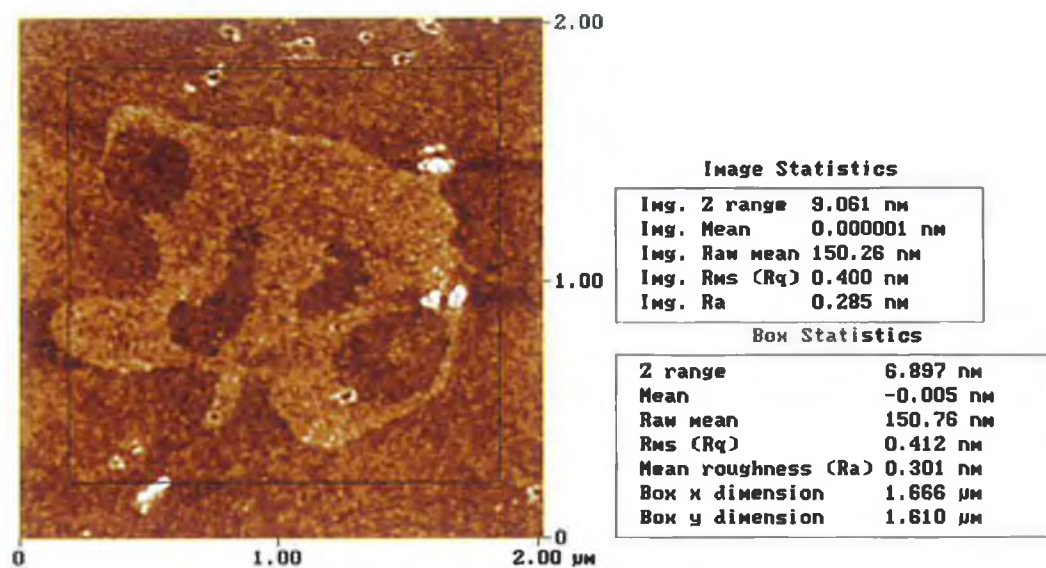 2.00
1.00
0
0 1.00 2.00 µm
Image Statistics
Img. Z range 9.061 nm
Img. Mean 0.000001 nm
Img. Raw mean 150.26 nm
Img. Rms (Rq) 0.400 nm
Img. Ra 0.285 nm
Box Statistics
Z range 6.897 nm
Mean -0.005 nm
Raw mean 150.76 nm
Rms (Rq) 0.412 nm
Mean roughness (Ra) 0.301 nm
Box x dimension 1.666 µm
Box y dimension 1.610 µm